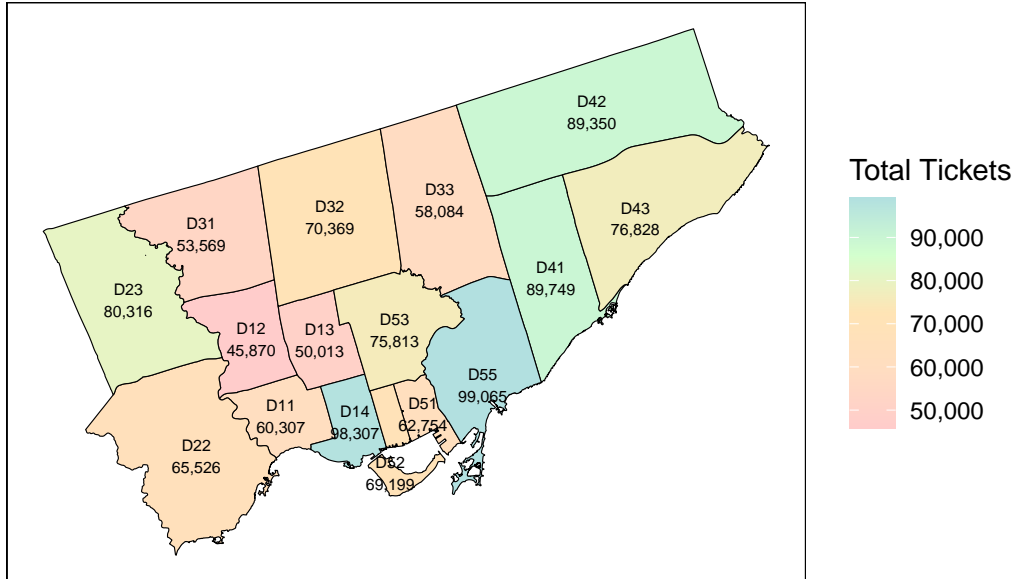 D42
89,350
D33
58,084
D32
70,369
D31
53,569
D43
76,828
D41
89,749
D23
80,316
D12
45,870
D13
50,013
D53
75,813
D55
99,065
D11
60,307
D14
98,307
D51
62,754
D22
65,526
D52
69,199
Total Tickets
90,000
80,000
70,000
60,000
50,000